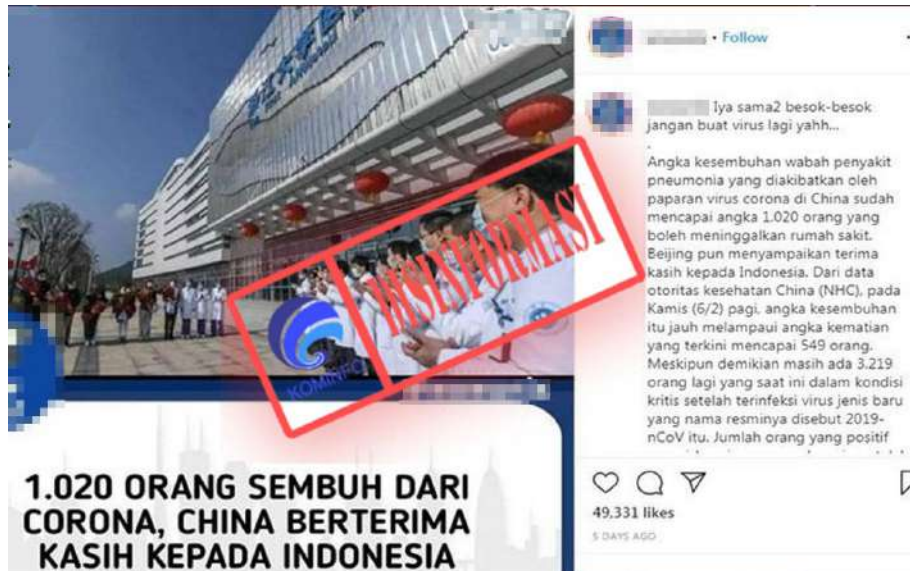 • Follow
Iya sama2 besok-besok
jangan buat virus lagi yahh...
.
Angka kesembuhan wabah penyakit
pneumonia yang diakibatkan oleh
paparan virus corona di China sudah
mencapai angka 1.020 orang yang
boleh meninggalkan rumah sakit.
Beijing pun menyampaikan terima
kasih kepada Indonesia. Dari data
otoritas kesehatan China (NHC), pada
Kamis (6/2) pagi, angka kesembuhan
itu jauh melampaui angka kematian
yang terkini mencapai 549 orang.
Meskipun demikian masih ada 3.219
orang lagi yang saat ini dalam kondisi
kritis setelah terinfeksi virus jenis baru
yang nama resminya disebut 2019-
nCoV itu. Jumlah orang yang positif
49,331 likes
5 DAYS AGO
KOMINFO
DISINFORMASI
1.020 ORANG SEMBUH DARI
CORONA, CHINA BERTERIMA
KASIH KEPADA INDONESIA